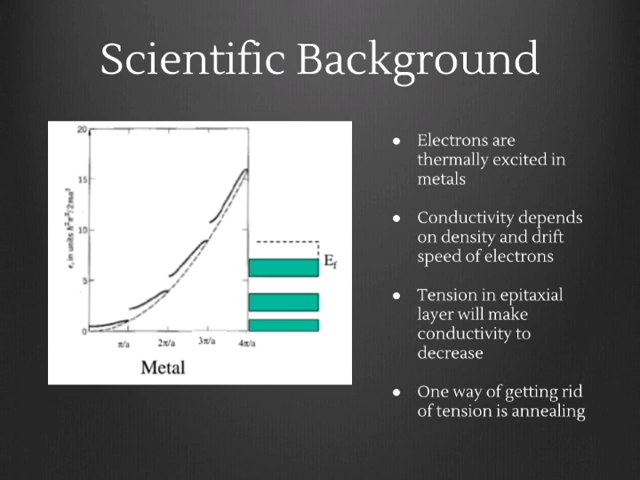 Scientific Background
20
15
10
5
0
ε, in units ħ²π²/2ma²
π/a
2π/a
3π/a
4π/a
Metal
E_f
● Electrons are
thermally excited in
metals
● Conductivity depends
on density and drift
speed of electrons
● Tension in epitaxial
layer will make
conductivity to
decrease
● One way of getting rid
of tension is annealing